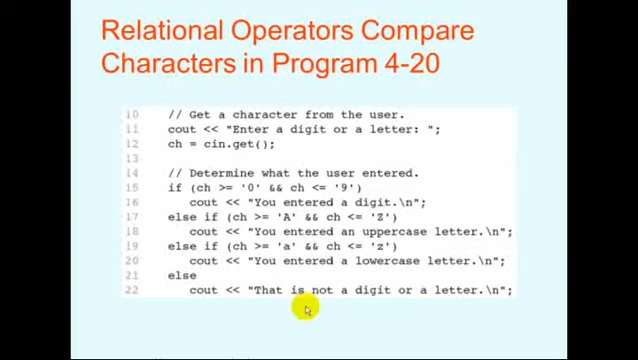 Relational Operators Compare
Characters in Program 4-20
10 // Get a character from the user.
11 cout << "Enter a digit or a letter: ";
12 ch = cin.get();
13
14 // Determine what the user entered.
15 if (ch >= '0' && ch <= '9')
16 cout << "You entered a digit.\n";
17 else if (ch >= 'A' && ch <= 'Z')
18 cout << "You entered an uppercase letter.\n";
19 else if (ch >= 'a' && ch <= 'z')
20 cout << "You entered a lowercase letter.\n";
21 else
22 cout << "That is not a digit or a letter.\n";